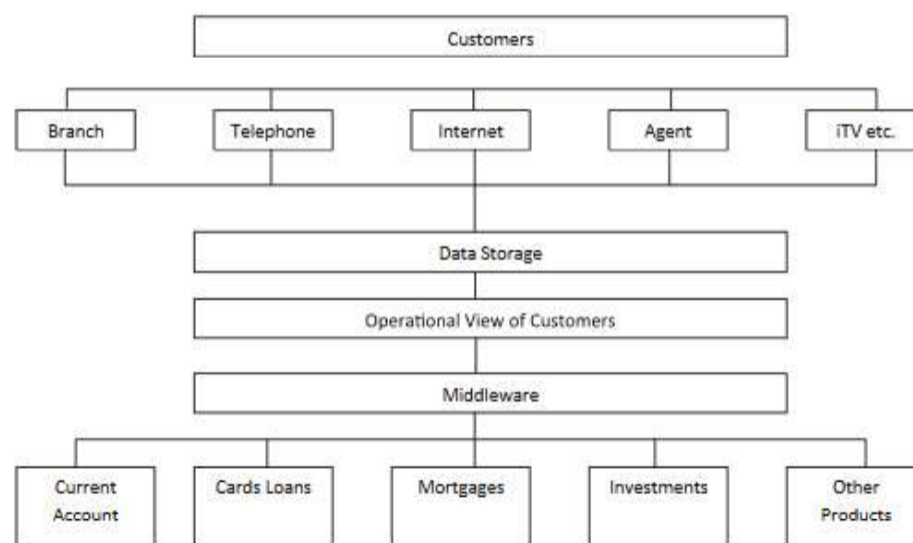 Customers
Branch
Telephone
Internet
Agent
iTV etc.
Data Storage
Operational View of Customers
Middleware
Current
Account
Cards Loans
Mortgages
Investments
Other
Products